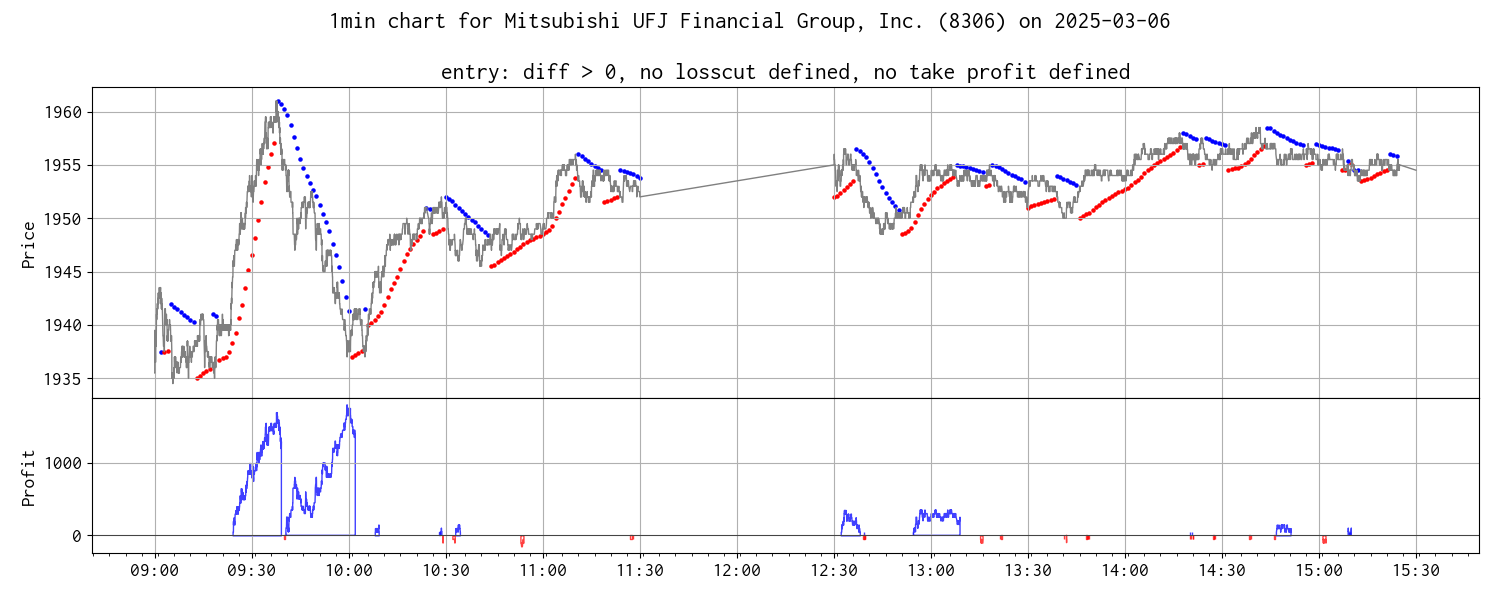 1min chart for Mitsubishi UFJ Financial Group, Inc. (8306) on 2025-03-06
entry: diff > 0, no losscut defined, no take profit defined
Price
1960
1955
1950
1945
1940
1935
Profit
1000
0
09:00 09:30 10:00 10:30 11:00 11:30 12:00 12:30 13:00 13:30 14:00 14:30 15:00 15:30